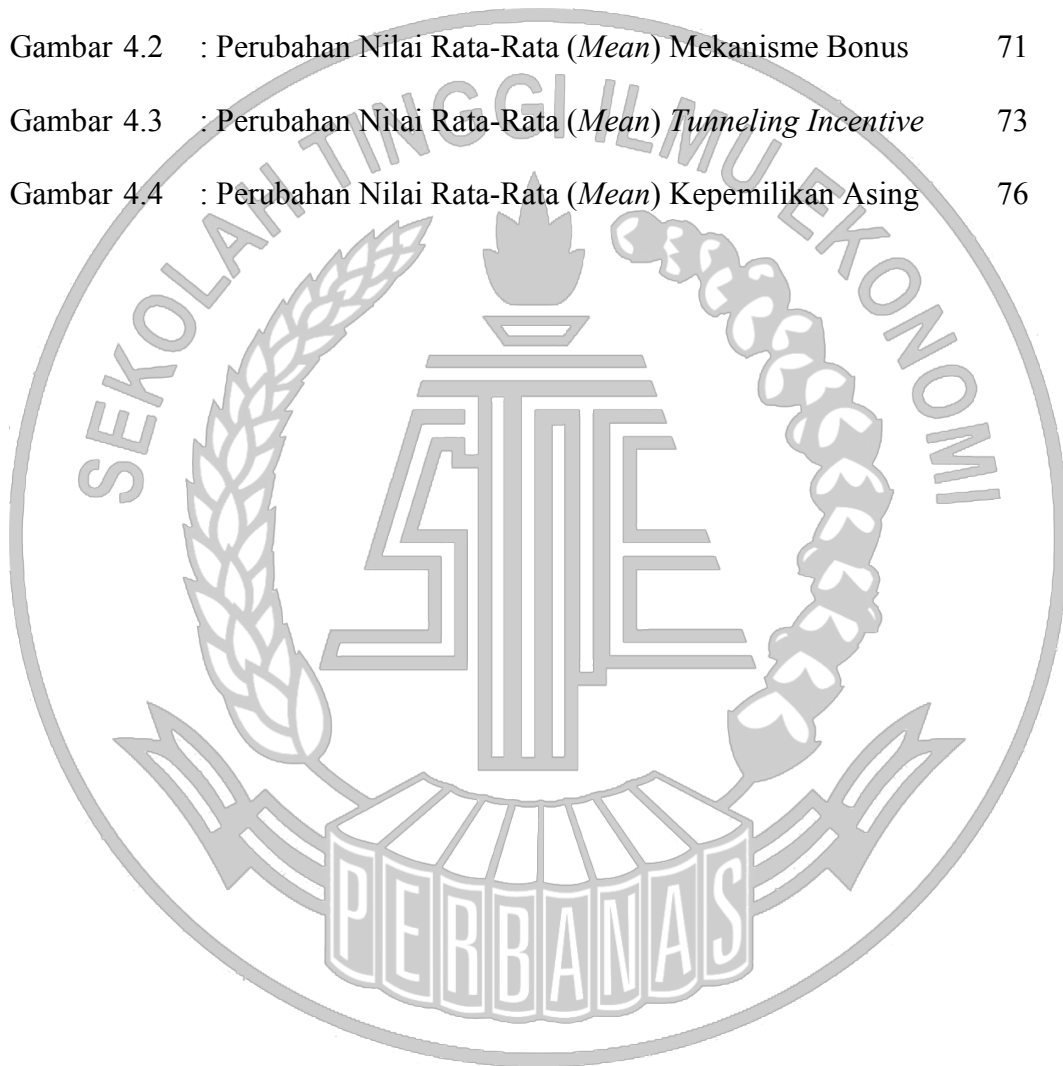 Gambar 4.2 : Perubahan Nilai Rata-Rata (Mean) Mekanisme Bonus 71
Gambar 4.3 : Perubahan Nilai Rata-Rata (Mean) Tunneling Incentive 73
Gambar 4.4 : Perubahan Nilai Rata-Rata (Mean) Kepemilikan Asing 76
SEKOLAH TINGGI ILMU EKONOMI
STIE
PERBANAS